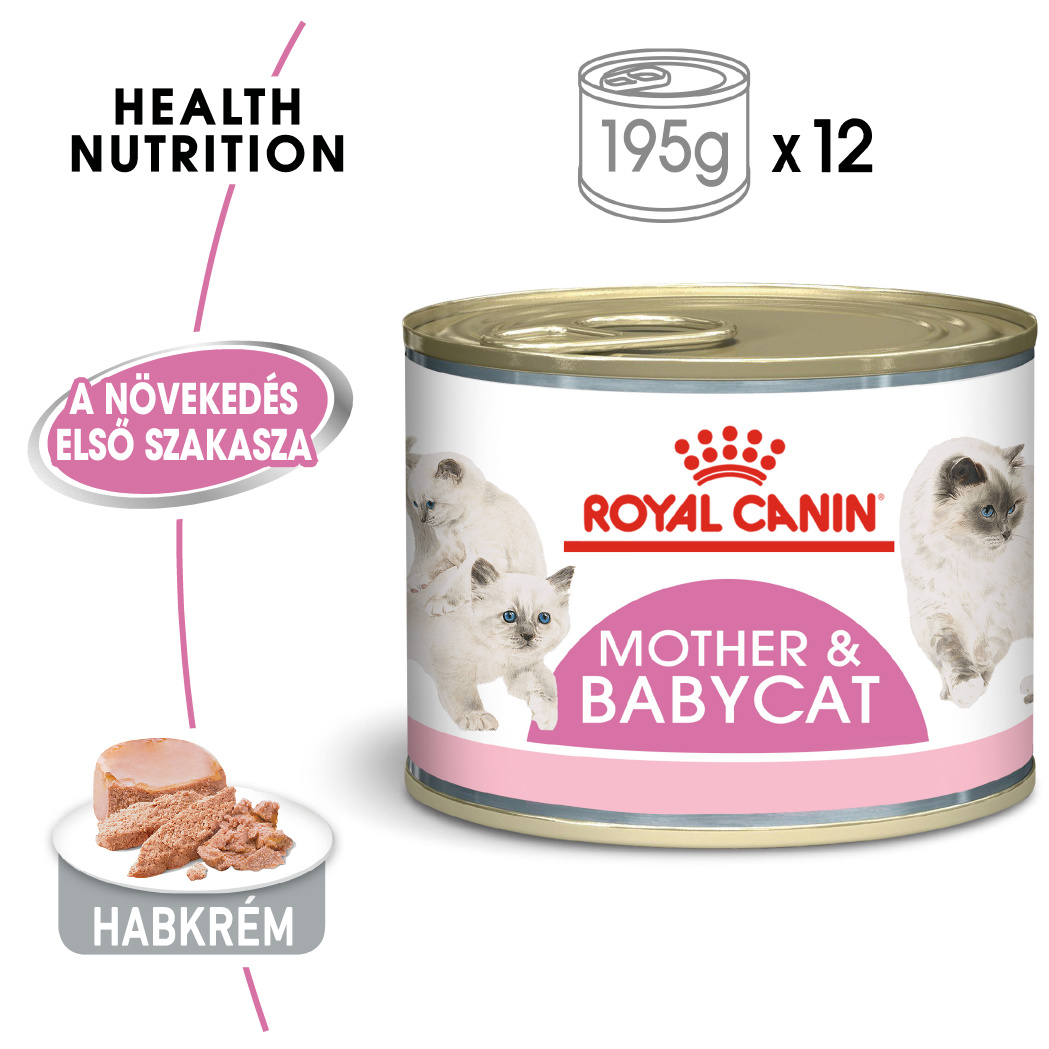 HEALTH
NUTRITION
195g x 12
A NÖVEKEDÉS
ELSŐ SZAKASZA
ROYAL CANIN®
MOTHER &
BABYCAT
HABKRÉM